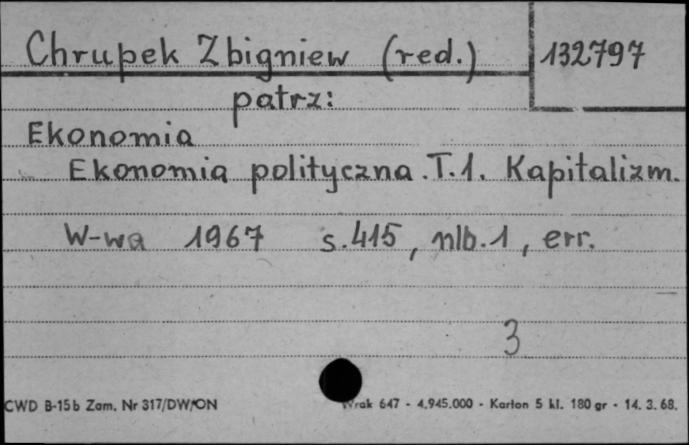 Chrupek Zbigniew (red.) 132797
patrz:
Ekonomia
Ekonomia polityczna. T.1. Kapitalizm.
W-wa 1967 s. 415, nlb. 1, err.
3
CWD B-15b Zam. Nr 317/DW/ON Wrak 647 - 4,945.000 - Karton 5 kl. 180 gr - 14. 3. 68.